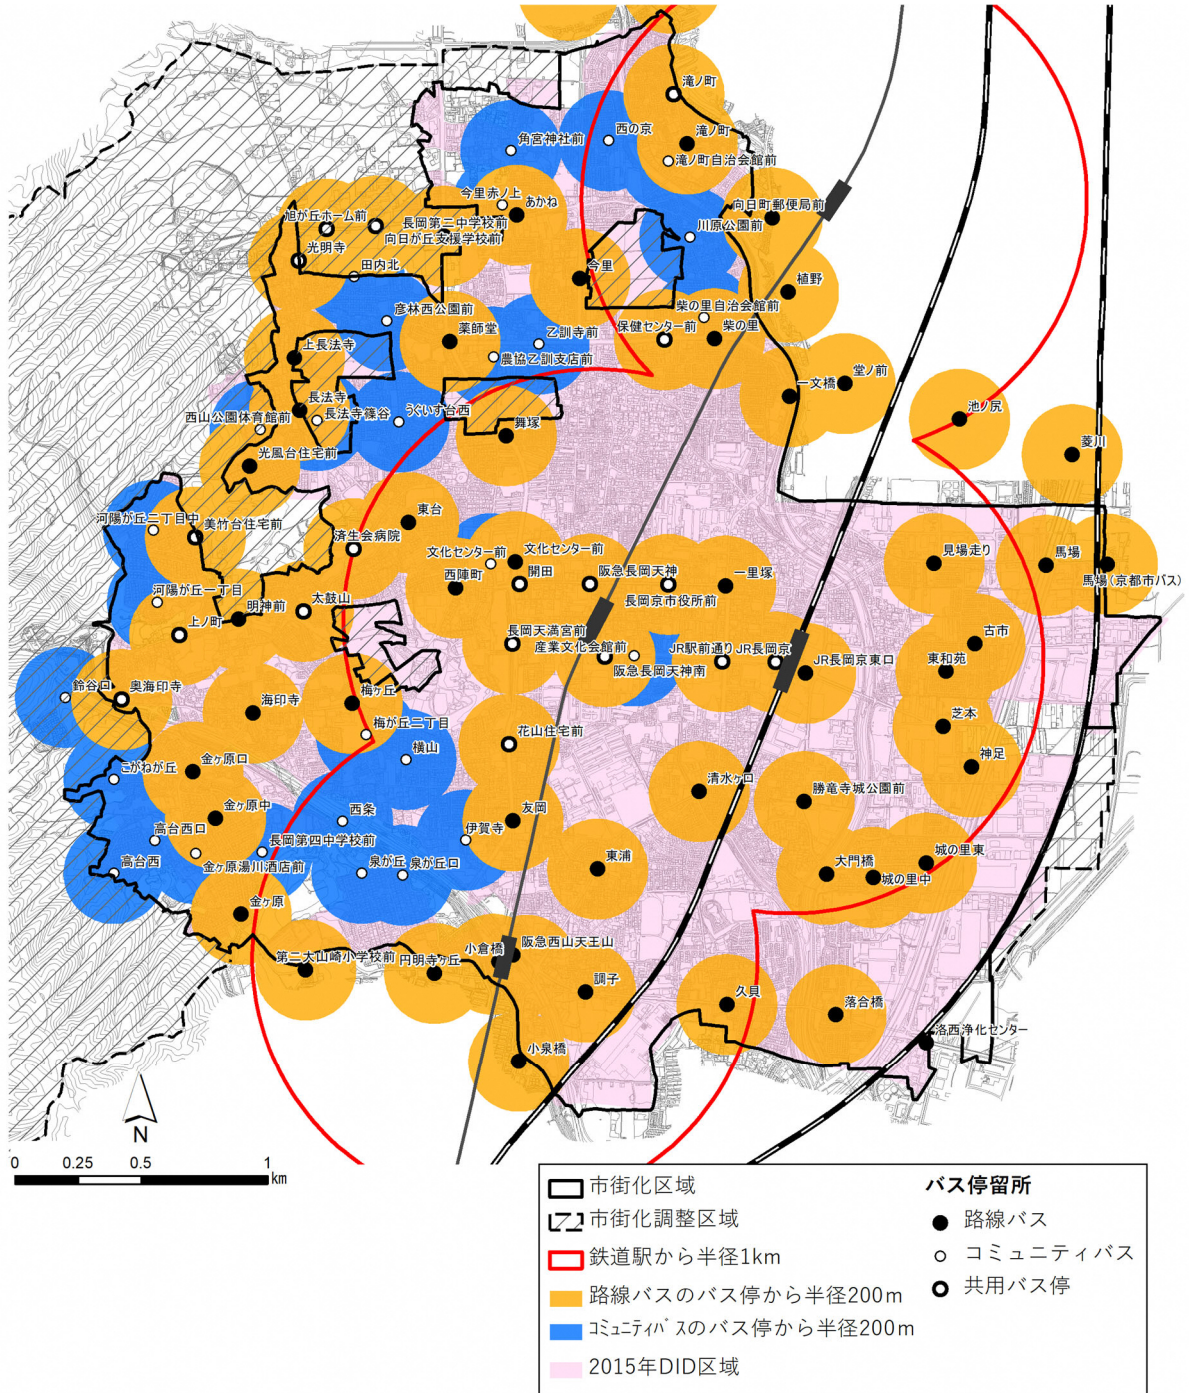 滝ノ町
西の京
角宮神社前
滝ノ町
滝ノ町自治会館前
今里赤ノ上
あかね
向日町郵便局前
旭が丘ホーム前
長岡第三中学校前
川原公園前
向日が丘支援学校前
光明寺
今里
田内北
植野
柴の里自治会館前
彦林西公園前
薬師堂
乙訓寺前
保健センター前
柴の里
農協乙訓支店前
上長法寺
堂ノ前
一文橋
長法寺
西山公園体育館前
長法寺篠谷
うぐいす台西
池ノ尻
舞塚
菱川
光風台住宅前
河陽が丘二丁目中
美竹台住宅前
東台
済生会病院
文化センター前
文化センター前
見場走り
馬場
馬場(京都市バス)
西陣町
開田
阪急長岡天神
一里塚
長岡京市役所前
河陽が丘一丁目
太鼓山
明神前
上ノ町
長岡天満宮前
産業文化会館前
JR駅前通り
JR長岡京
古市
阪急長岡天神南
JR長岡京東口
東和苑
鈴谷口
奥海印寺
海印寺
梅ヶ丘
梅が丘二丁目
芝本
花山住宅前
横山
神足
こがねが丘
金ヶ原口
清水ヶ口
勝竜寺城公園前
金ヶ原中
西条
友岡
高台西口
長岡第四中学校前
伊賀寺
金ヶ原湯川酒店前
高台西
泉が丘
泉が丘口
東浦
大門橋
城の里東
城の里中
金ヶ原
小倉橋
阪急西山天王山
第二大山崎小学校前
円明寺ヶ丘
調子
久貝
落合橋
洛西浄化センター
小泉橋
N
0 0.25 0.5 1
km
市街化区域
市街化調整区域
鉄道駅から半径1km
路線バスのバス停から半径200m
コミュニティバスのバス停から半径200m
2015年DID区域
バス停留所
路線バス
コミュニティバス
共用バス停